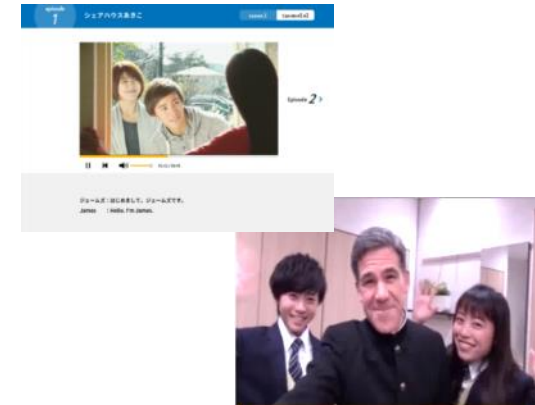 episode
1
シェアハウスあきこ
Episode 2 >
ジェームズ：はじめまして。ジェームズです。
James : Hello. I'm James.